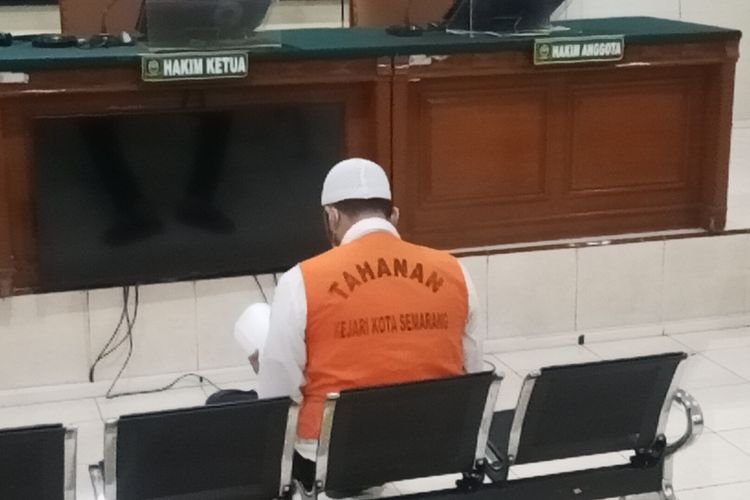 HAKIM KETUA
HAKIM ANGGOTA
TAHANAN
KEJARI KOTA SEMARANG